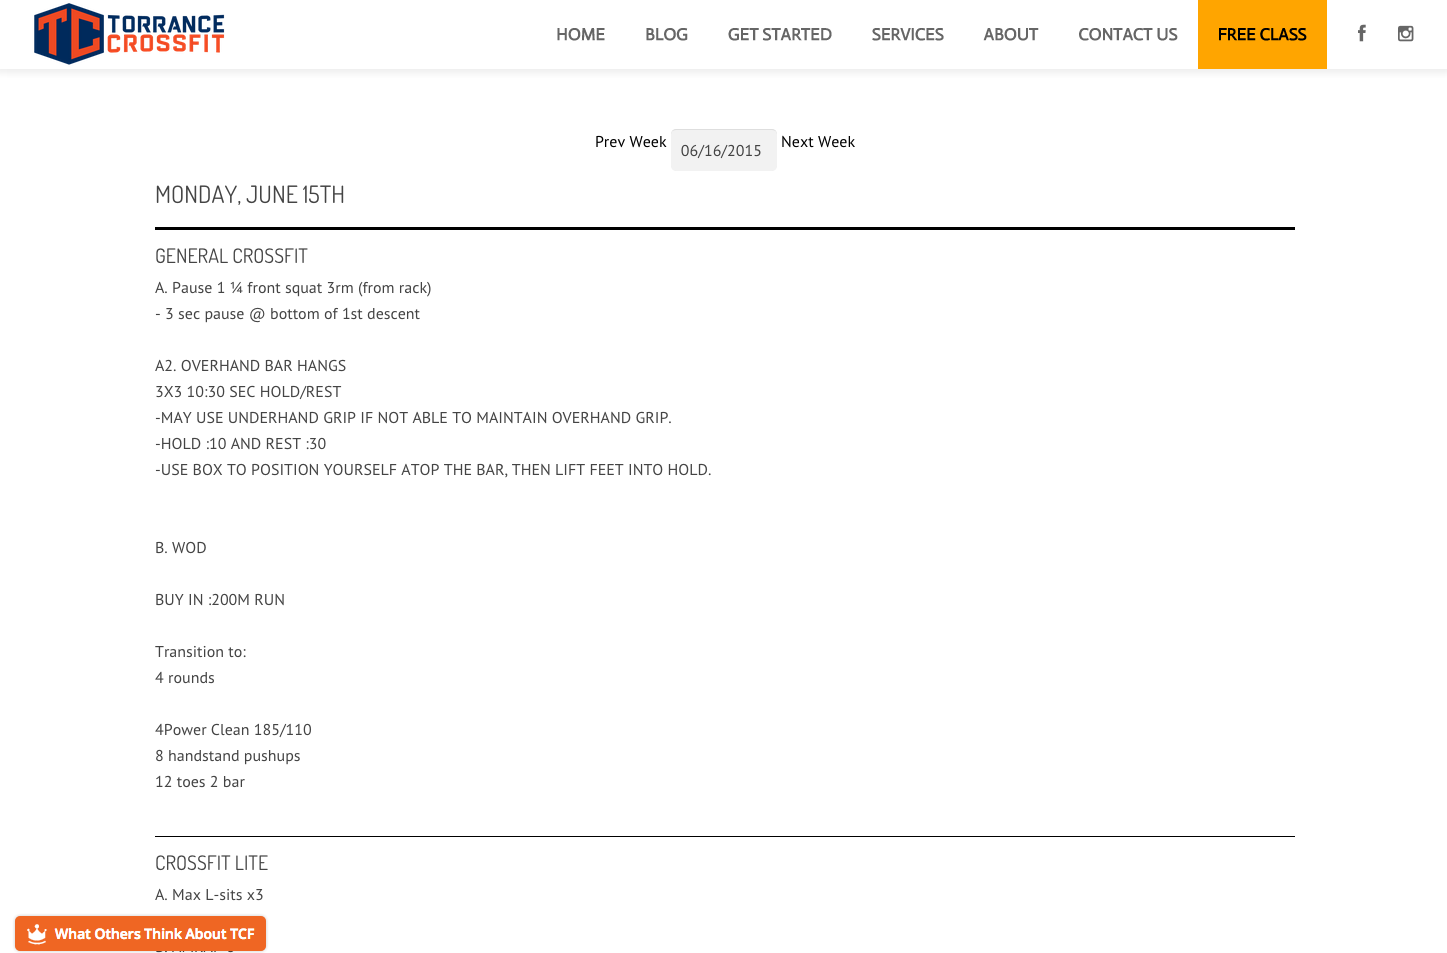 TORRANCE
CROSSFIT
HOME BLOG GET STARTED SERVICES ABOUT CONTACT US FREE CLASS
Prev Week 06/16/2015 Next Week
MONDAY, JUNE 15TH
GENERAL CROSSFIT
A. Pause 1 ¼ front squat 3rm (from rack)
- 3 sec pause @ bottom of 1st descent
A2. OVERHAND BAR HANGS
3X3 10:30 SEC HOLD/REST
-MAY USE UNDERHAND GRIP IF NOT ABLE TO MAINTAIN OVERHAND GRIP.
-HOLD :10 AND REST :30
-USE BOX TO POSITION YOURSELF ATOP THE BAR, THEN LIFT FEET INTO HOLD.
B. WOD
BUY IN :200M RUN
Transition to:
4 rounds
4Power Clean 185/110
8 handstand pushups
12 toes 2 bar
CROSSFIT LITE
A. Max L-sits x3
What Others Think About TCF